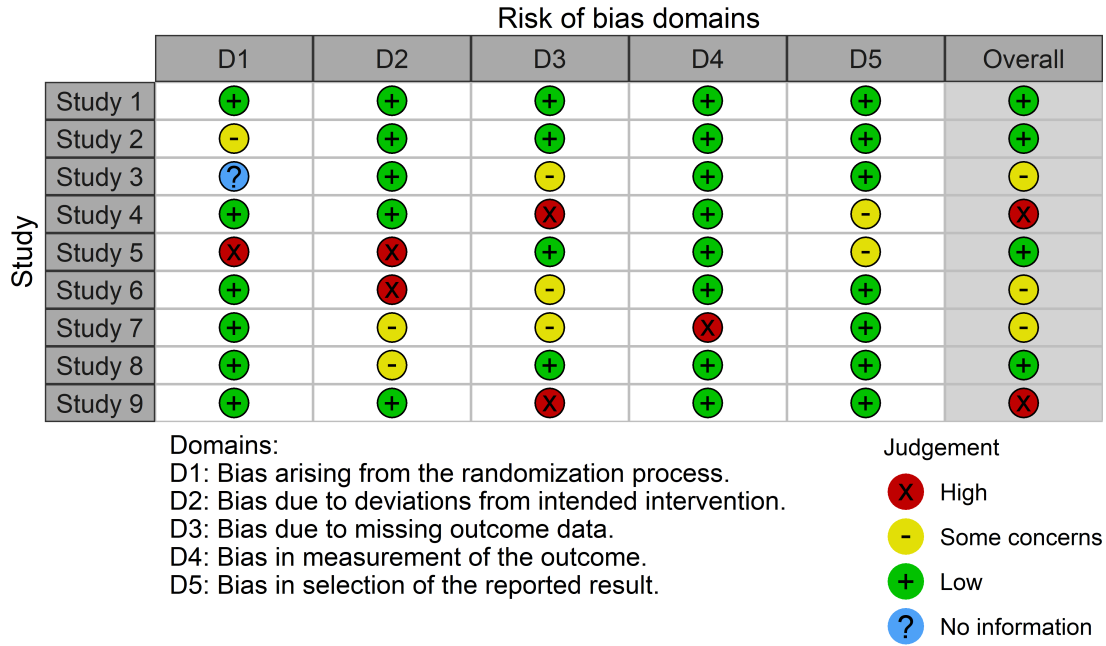 Risk of bias domains
D1 D2 D3 D4 D5 Overall
Study 1 + + + + + +
Study 2 - + + + + +
Study 3 ? + - + + -
Study 4 + + X + - X
Study 5 X X + + - +
Study 6 + X - + + -
Study 7 + - - X + -
Study 8 + - + + + +
Study 9 + + X + + X
Study
Domains:
D1: Bias arising from the randomization process.
D2: Bias due to deviations from intended intervention.
D3: Bias due to missing outcome data.
D4: Bias in measurement of the outcome.
D5: Bias in selection of the reported result.
Judgement
X High
- Some concerns
+ Low
? No information